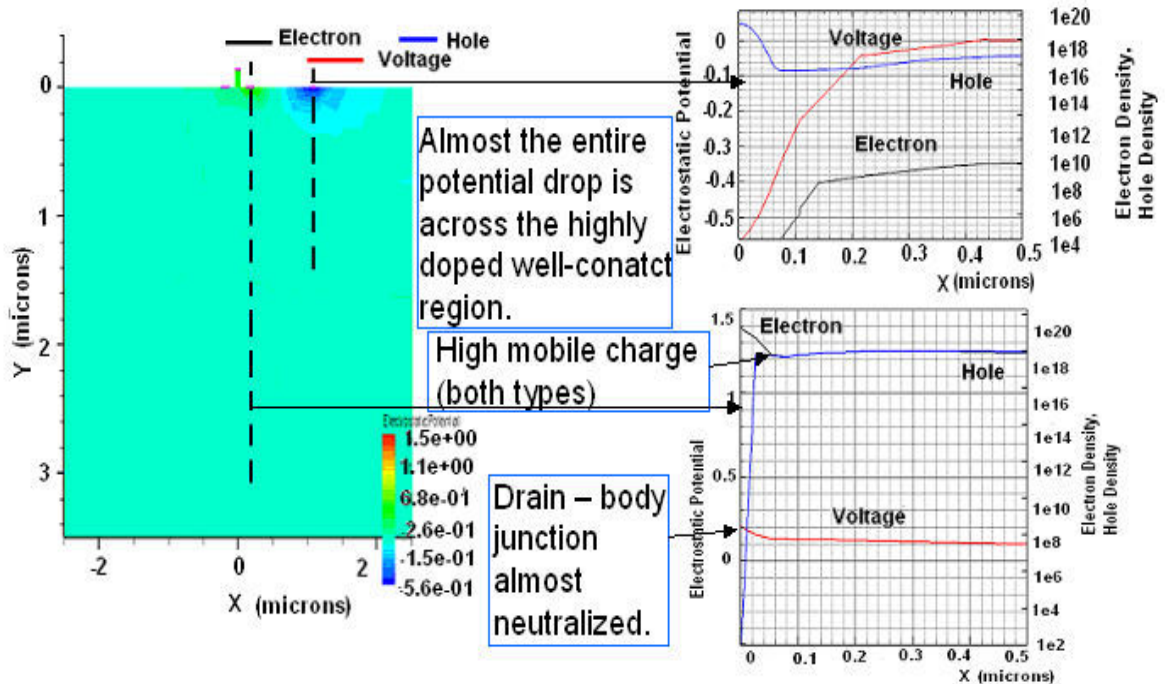 Electron
Hole
Voltage
0
1
2
3
Y (microns)
-2
0
2
X (microns)
ElectrostaticPotential
1.5e+00
1.1e+00
6.8e-01
-2.6e-01
-1.5e-01
-5.6e-01
Almost the entire
potential drop is
across the highly
doped well-conatct
region.
High mobile charge
(both types)
Drain – body
junction
almost
neutralized.
Electrostatic Potential
0
-0.1
-0.2
-0.3
-0.4
-0.5
Voltage
Hole
Electron
1e20
1e18
1e16
1e14
1e12
1e10
1e8
1e6
1e4
Electron Density,
Hole Density
0
0.1
0.2
0.3
0.4
0.5
X (microns)
Electrostatic Potential
1.5
1
0.5
0
Electron
Hole
Voltage
1e20
1e18
1e16
1e14
1e12
1e10
1e8
1e6
1e4
1e2
Electron Density,
Hole Density
0
0.1
0.2
0.3
0.4
0.5
X (microns)